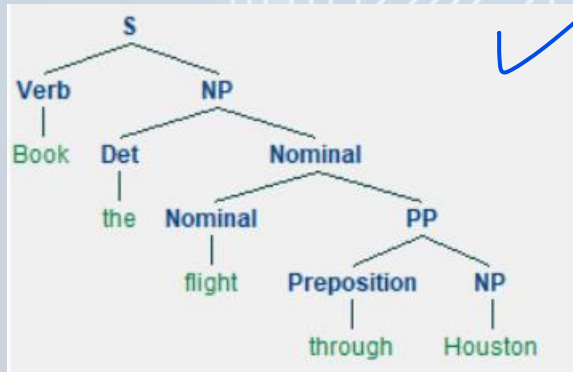 S
Verb NP
Book Det Nominal
the Nominal PP
flight Preposition NP
through Houston